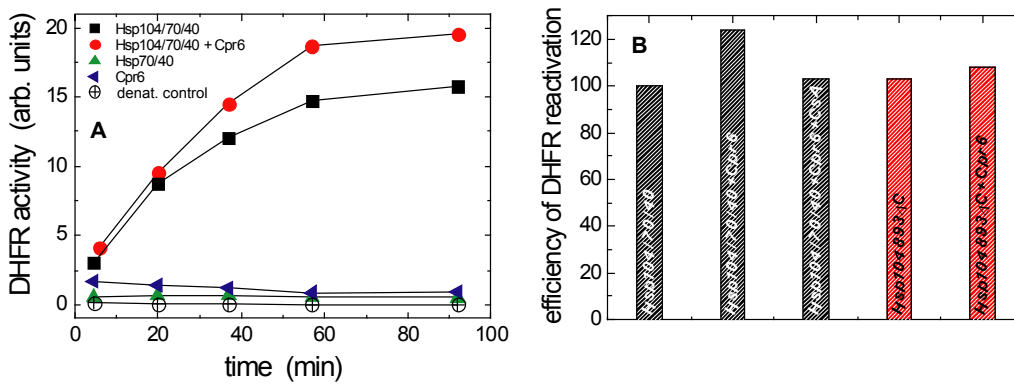 DHFR activity (arb. units)
20
15
10
5
0
Hsp104/70/40
Hsp104/70/40 + Cpr6
Hsp70/40
Cpr6
denat. control
A
0 20 40 60 80 100
time (min)
efficiency of DHFR reactivation
120
100
80
60
40
20
0
B
Hsp104/70/40
Hsp104/70/40+Cpr6
Hsp104/70/40+Cpr6+CsA
Hsp104893¡C
Hsp104893¡C+Cpr6